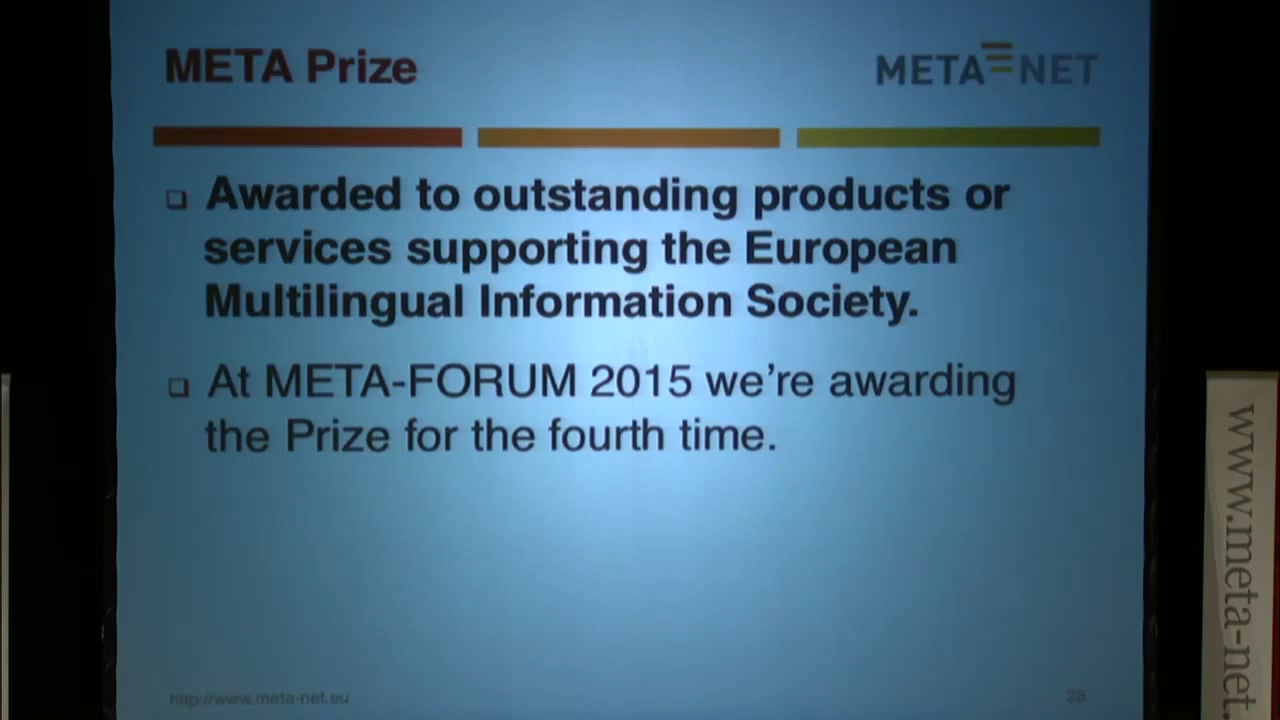 META Prize
META NET
Awarded to outstanding products or
services supporting the European
Multilingual Information Society.
At META-FORUM 2015 we're awarding
the Prize for the fourth time.
http://www.meta-net.eu
28
www.meta-net.